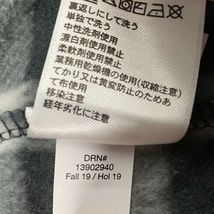 裏返しにして洗う
単独で洗う
中性洗剤使用
漂白剤使用禁止
柔軟剤使用禁止
業務用乾燥機の使用（収縮注意）
てかり又は黄変防止のためあ
て布使用
移染注意
経年劣化に注意
DRN#
13902940
Fall 19 / Hol 19